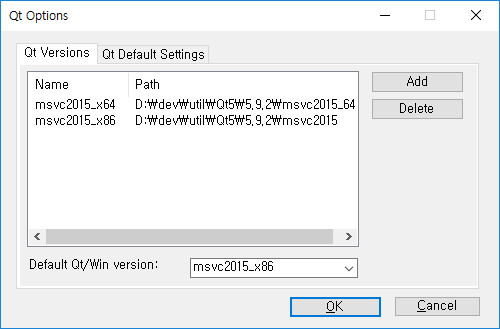 Qt Options
Qt Versions Qt Default Settings
Name Path
msvc2015_x64 D:₩dev₩util₩Qt5₩5.9.2₩msvc2015_64
msvc2015_x86 D:₩dev₩util₩Qt5₩5.9.2₩msvc2015
Add
Delete
Default Qt/Win version: msvc2015_x86
OK Cancel